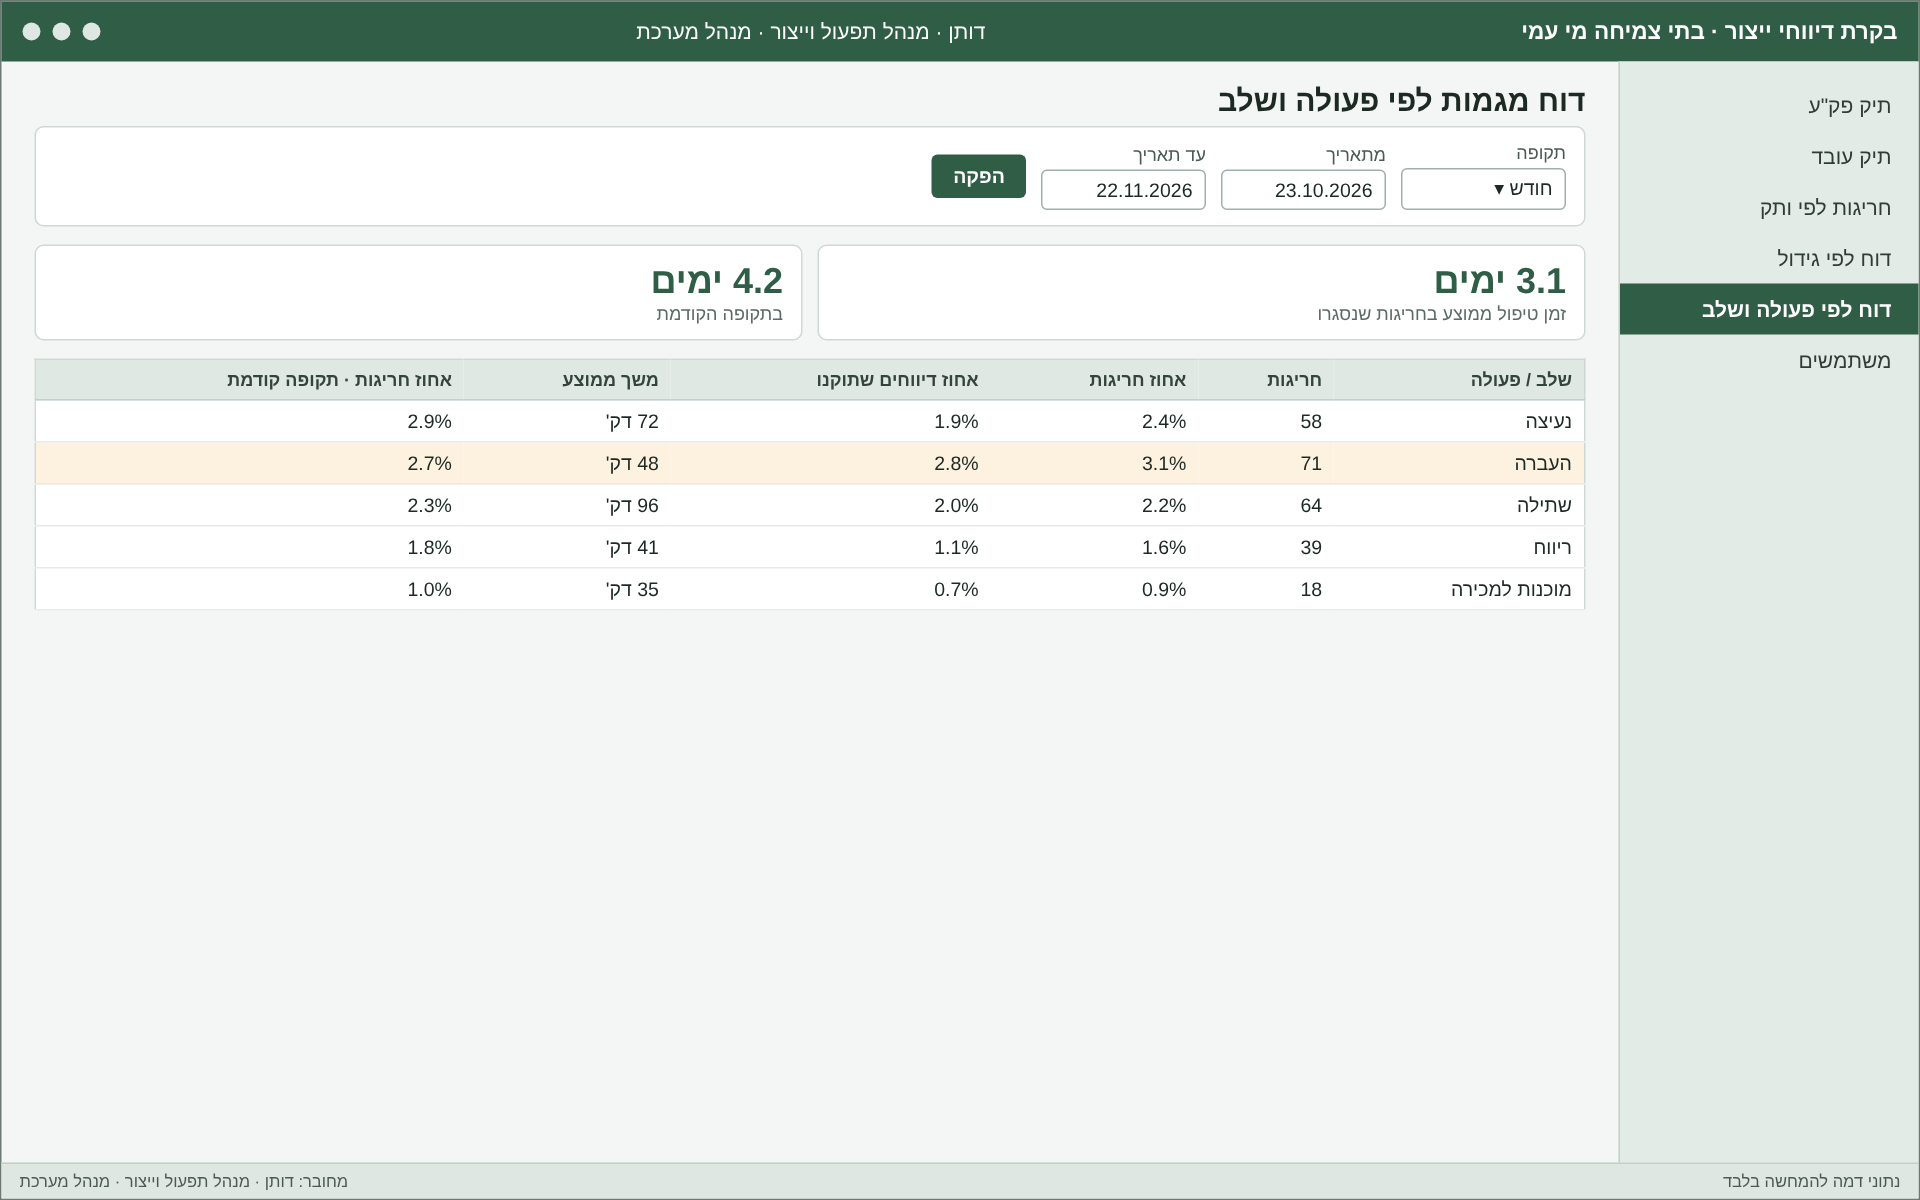 בקרת דיווחי ייצור · בתי צמיחה מי עמי
דותן · מנהל תפעול וייצור · מנהל מערכת
תיק פק"ע
תיק עובד
חריגות לפי ותק
דוח לפי גידול
דוח לפי פעולה ושלב
משתמשים
דוח מגמות לפי פעולה ושלב
תקופה
חודש ▾
מתאריך
23.10.2026
עד תאריך
22.11.2026
הפקה
3.1 ימים
זמן טיפול ממוצע בחריגות שנסגרו
4.2 ימים
בתקופה הקודמת
שלב / פעולה חריגות אחוז חריגות אחוז דיווחים שתוקנו משך ממוצע אחוז חריגות · תקופה קודמת
נעיצה 58 2.4% 1.9% 72 דק' 2.9%
העברה 71 3.1% 2.8% 48 דק' 2.7%
שתילה 64 2.2% 2.0% 96 דק' 2.3%
ריווח 39 1.6% 1.1% 41 דק' 1.8%
מוכנות למכירה 18 0.9% 0.7% 35 דק' 1.0%
נתוני דמה להמחשה בלבד
מחובר: דותן · מנהל תפעול וייצור · מנהל מערכת